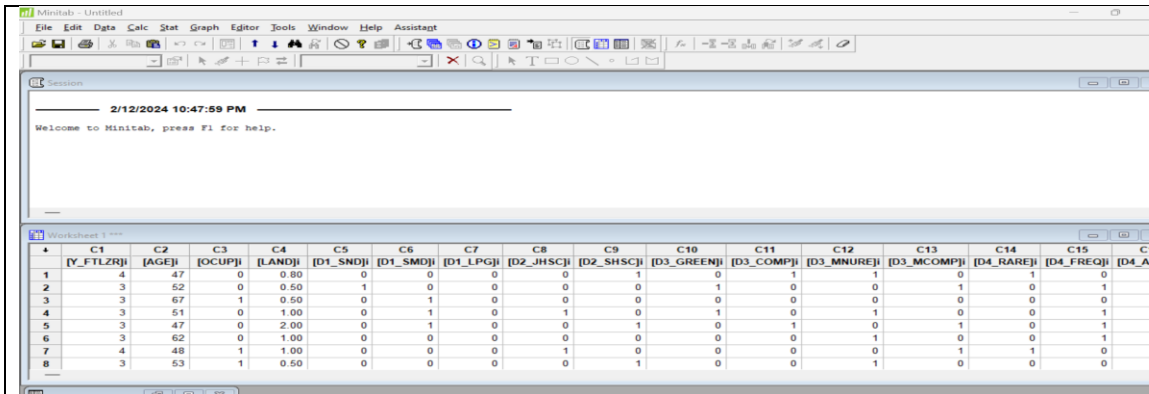 Minitab - Untitled
File Edit Data Calc Stat Graph Editor Tools Window Help Assistant
Session
2/12/2024 10:47:59 PM
Welcome to Minitab, press F1 for help.
Worksheet 1 ***
+ C1 C2 C3 C4 C5 C6 C7 C8 C9 C10 C11 C12 C13 C14 C15 C
[Y_FTLZR]i [AGE]i [OCUP]i [LAND]i [D1_SND]i [D1_SMD]i [D1_LPG]i [D2_JHSC]i [D2_SHSC]i [D3_GREEN]i [D3_COMP]i [D3_MNURE]i [D3_MCOMP]i [D4_RARE]i [D4_FREQ]i [D4_A
1 4 47 0 0.80 0 0 0 0 1 0 1 1 0 1 0
2 3 52 0 0.50 1 0 0 0 0 1 0 0 1 0 1
3 3 67 1 0.50 0 1 0 0 0 0 0 1 0 1 0
4 3 51 0 1.00 0 1 0 1 0 1 0 1 0 0 1
5 3 47 0 2.00 0 1 0 0 1 0 1 0 1 0 1
6 3 62 0 1.00 0 0 0 0 0 0 0 1 0 0 1
7 4 48 1 1.00 0 0 0 1 0 0 0 0 1 1 0
8 3 53 1 0.50 0 0 0 0 1 0 0 1 0 0 0